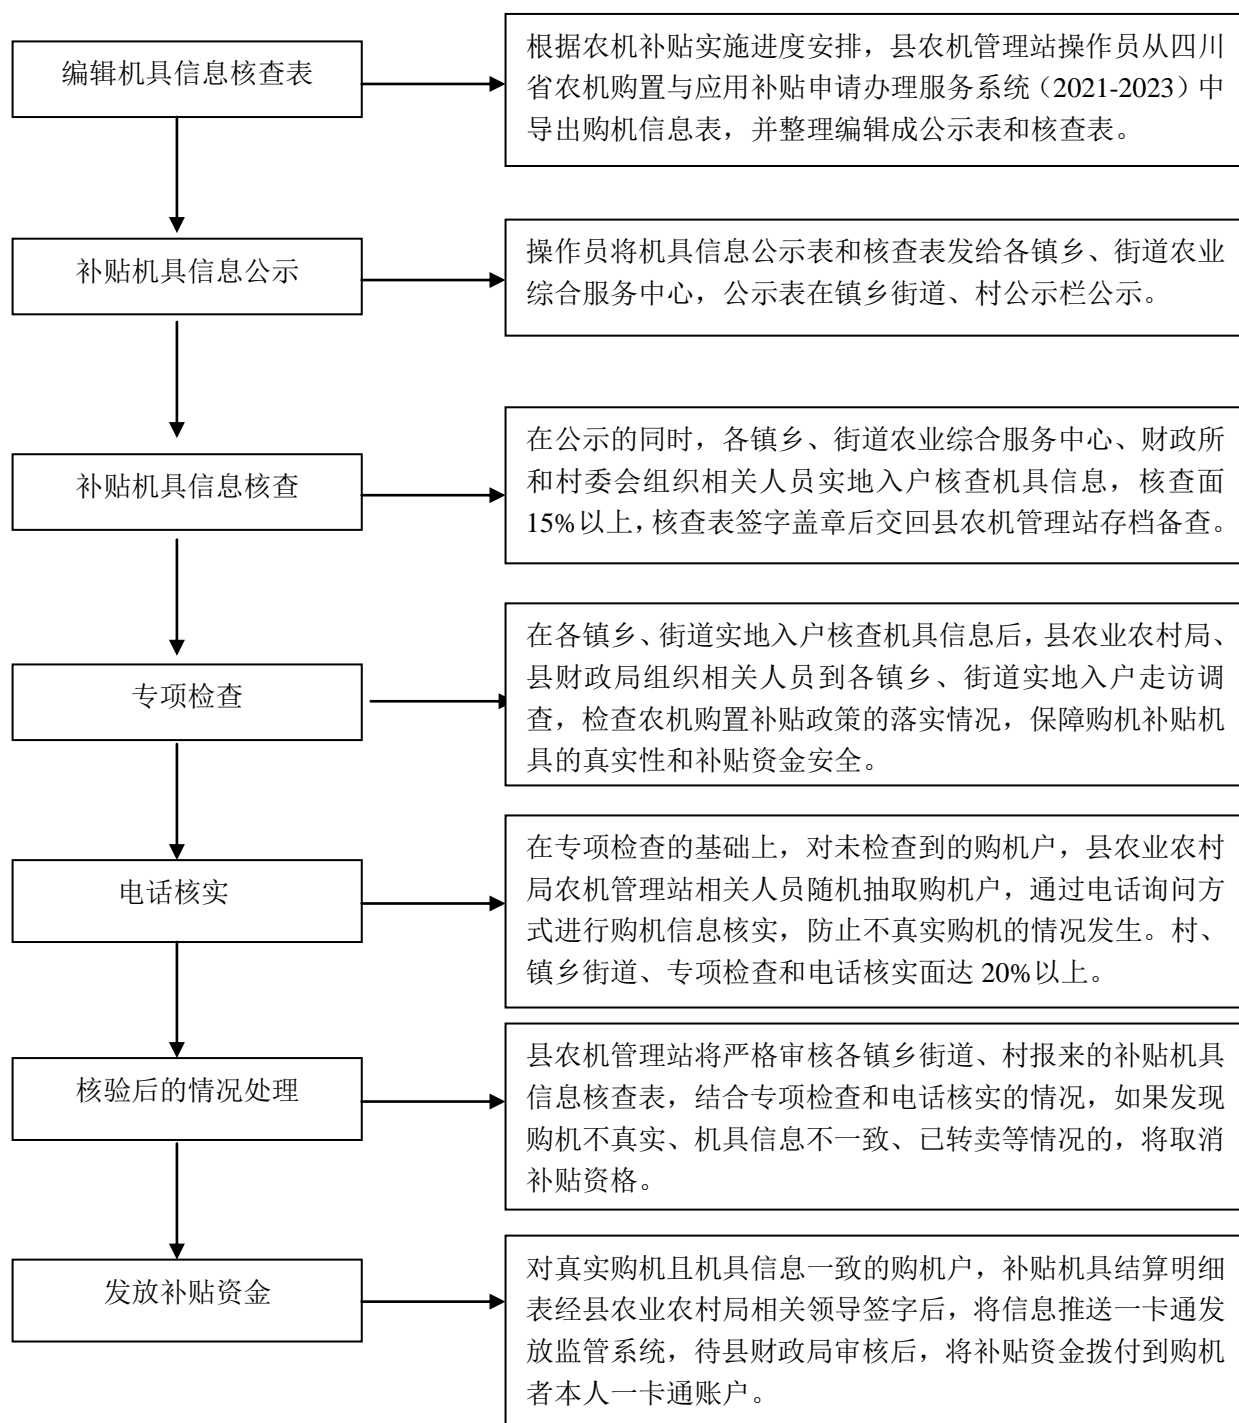 编辑机具信息核查表
根据农机补贴实施进度安排，县农机管理站操作员从四川
省农机购置与应用补贴申请办理服务系统（2021-2023）中
导出购机信息表，并整理编辑成公示表和核查表。
补贴机具信息公示
操作员将机具信息公示表和核查表发给各镇乡、街道农业
综合服务中心，公示表在镇乡街道、村公示栏公示。
补贴机具信息核查
在公示的同时，各镇乡、街道农业综合服务中心、财政所
和村委会组织相关人员实地入户核查机具信息，核查面
15%以上，核查表签字盖章后交回县农机管理站存档备查。
专项检查
在各镇乡、街道实地入户核查机具信息后，县农业农村局、
县财政局组织相关人员到各镇乡、街道实地入户走访调
查，检查农机购置补贴政策的落实情况，保障购机补贴机
具的真实性和补贴资金安全。
电话核实
在专项检查的基础上，对未检查到的购机户，县农业农村
局农机管理站相关人员随机抽取购机户，通过电话询问方
式进行购机信息核实，防止不真实购机的情况发生。村、
镇乡街道、专项检查和电话核实面达 20%以上。
核验后的情况处理
县农机管理站将严格审核各镇乡街道、村报来的补贴机具
信息核查表，结合专项检查和电话核实的情况，如果发现
购机不真实、机具信息不一致、已转卖等情况的，将取消
补贴资格。
发放补贴资金
对真实购机且机具信息一致的购机户，补贴机具结算明细
表经县农业农村局相关领导签字后，将信息推送一卡通发
放监管系统，待县财政局审核后，将补贴资金拨付到购机
者本人一卡通账户。